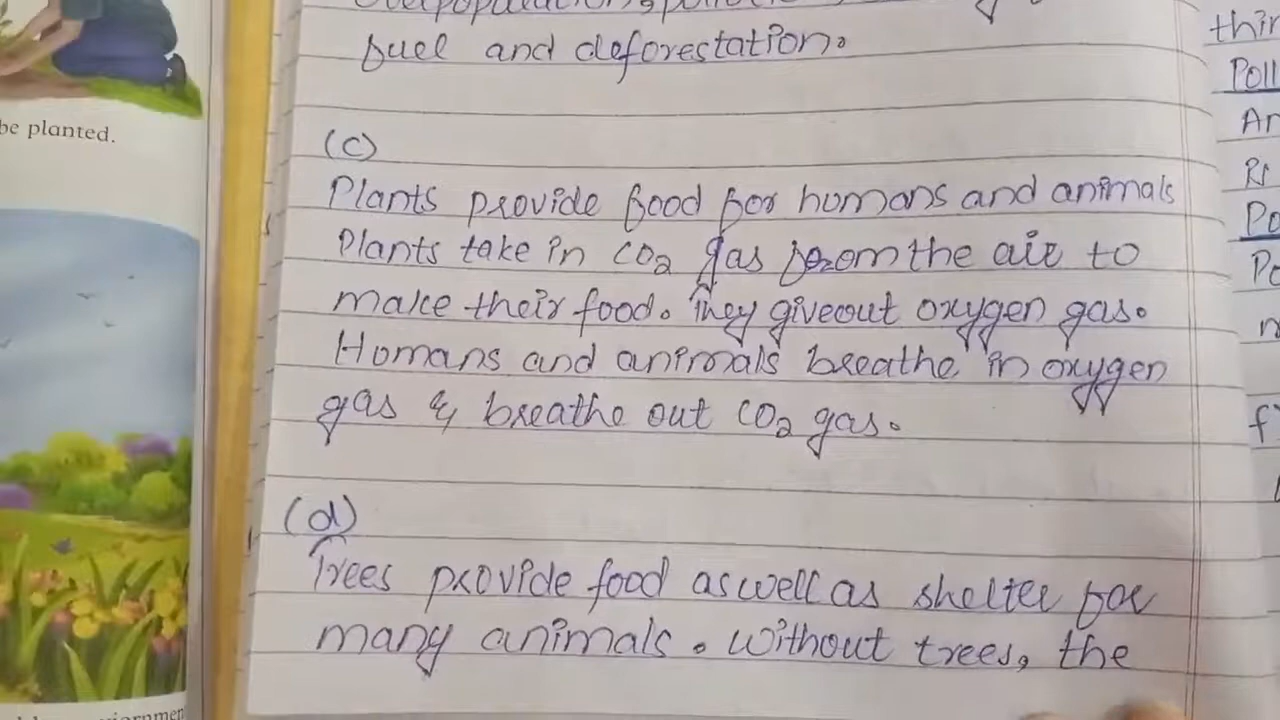 be planted.
fuel and deforestation.
(c)
Plants provide food for homans and animals
Plants take in CO2 gas from the air to
make their food. They giveout oxygen gas.
Homans and animals breathe in oxygen
gas & breathe out CO2 gas.
(d)
Trees provide food aswell as shelter for
many animals. without trees, the